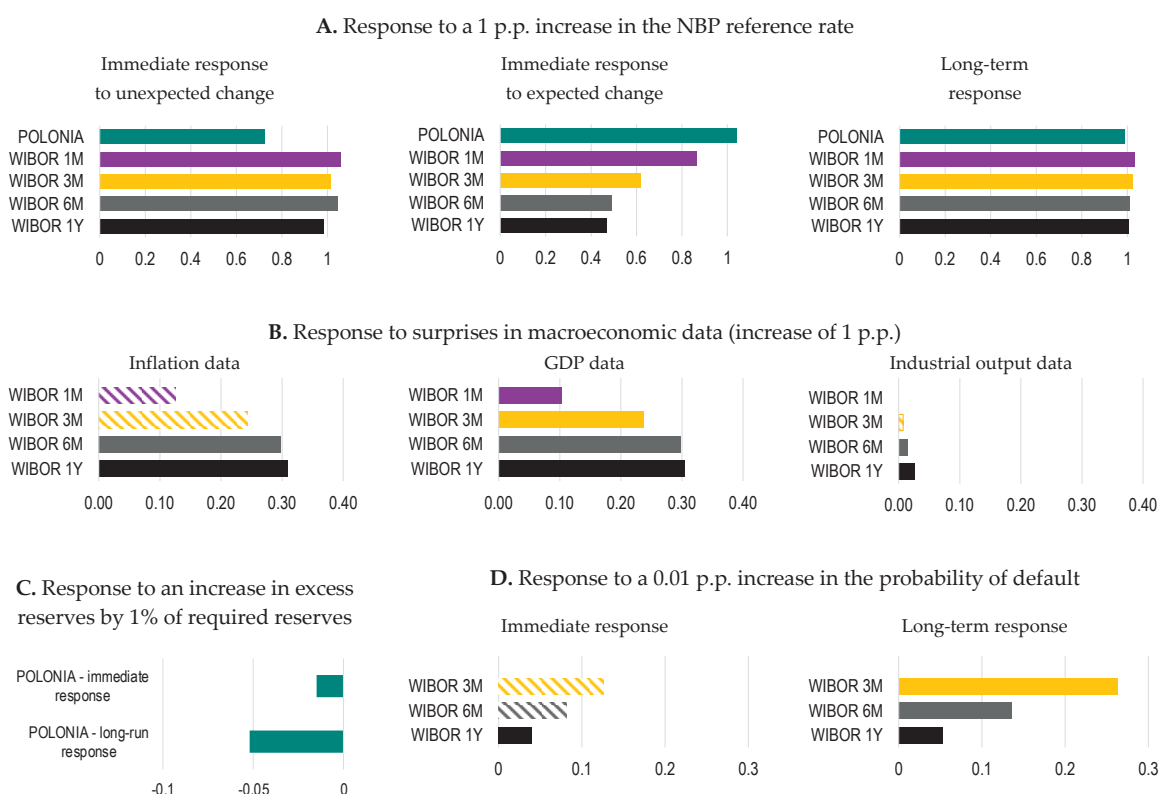 A. Response to a 1 p.p. increase in the NBP reference rate
Immediate response
to unexpected change
POLONIA
WIBOR 1M
WIBOR 3M
WIBOR 6M
WIBOR 1Y
0 0.2 0.4 0.6 0.8 1
Immediate response
to expected change
POLONIA
WIBOR 1M
WIBOR 3M
WIBOR 6M
WIBOR 1Y
0 0.2 0.4 0.6 0.8 1
Long-term
response
POLONIA
WIBOR 1M
WIBOR 3M
WIBOR 6M
WIBOR 1Y
0 0.2 0.4 0.6 0.8 1
B. Response to surprises in macroeconomic data (increase of 1 p.p.)
Inflation data
WIBOR 1M
WIBOR 3M
WIBOR 6M
WIBOR 1Y
0.00 0.10 0.20 0.30 0.40
GDP data
WIBOR 1M
WIBOR 3M
WIBOR 6M
WIBOR 1Y
0.00 0.10 0.20 0.30 0.40
Industrial output data
WIBOR 1M
WIBOR 3M
WIBOR 6M
WIBOR 1Y
0.00 0.10 0.20 0.30 0.40
C. Response to an increase in excess
reserves by 1% of required reserves
POLONIA - immediate
response
POLONIA - long-run
response
-0.1 -0.05 0
D. Response to a 0.01 p.p. increase in the probability of default
Immediate response
WIBOR 3M
WIBOR 6M
WIBOR 1Y
0 0.1 0.2 0.3
Long-term response
WIBOR 3M
WIBOR 6M
WIBOR 1Y
0 0.1 0.2 0.3